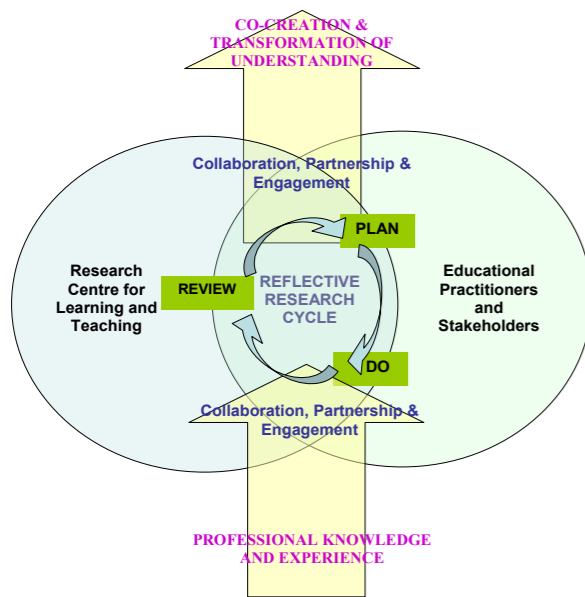 CO-CREATION &
TRANSFORMATION OF
UNDERSTANDING
Collaboration, Partnership &
Engagement
PLAN
Research
Centre for
Learning and
Teaching
REVIEW
REFLECTIVE
RESEARCH
CYCLE
Educational
Practitioners
and
Stakeholders
DO
Collaboration, Partnership &
Engagement
PROFESSIONAL KNOWLEDGE
AND EXPERIENCE